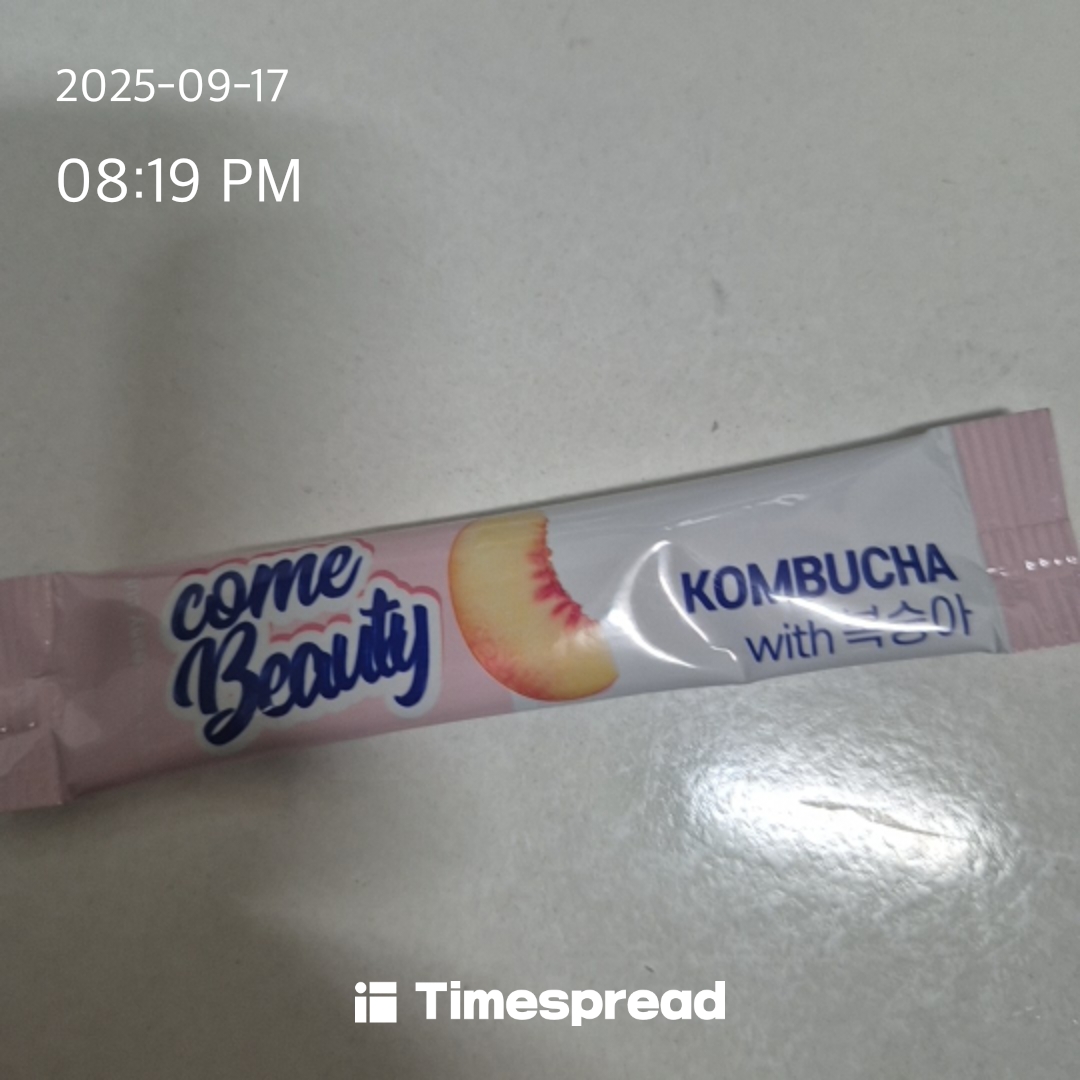 2025-09-17
08:19 PM
come
Beauty
KOMBUCHA
with 복숭아
Timespread